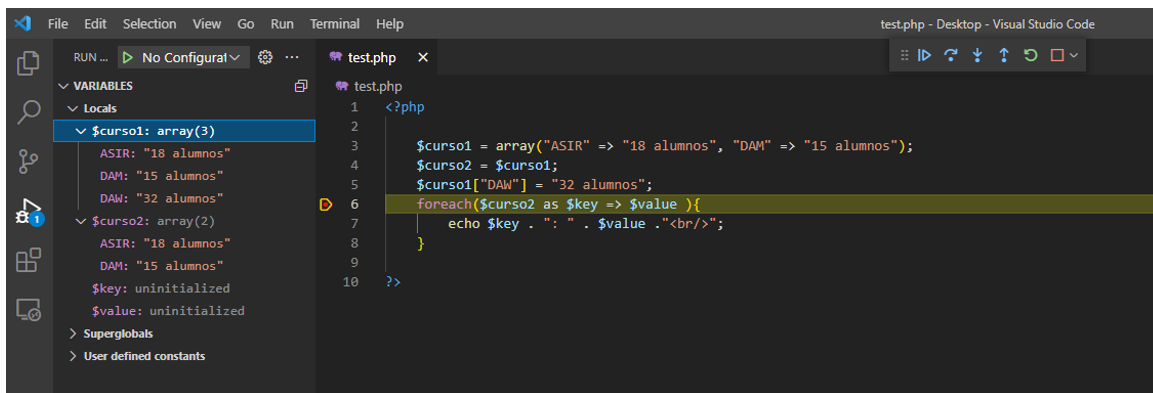 File Edit Selection View Go Run Terminal Help test.php - Desktop - Visual Studio Code
RUN ... No Configurat
VARIABLES
Locals
$curso1: array(3)
ASIR: "18 alumnos"
DAM: "15 alumnos"
DAW: "32 alumnos"
$curso2: array(2)
ASIR: "18 alumnos"
DAM: "15 alumnos"
$key: uninitialized
$value: uninitialized
Superglobals
User defined constants
1
test.php
test.php
1 <?php
2
3 $curso1 = array("ASIR" => "18 alumnos", "DAM" => "15 alumnos");
4 $curso2 = $curso1;
5 $curso1["DAW"] = "32 alumnos";
6 foreach($curso2 as $key => $value ){
7 echo $key . ": " . $value ."<br/>";
8 }
9
10 ?>